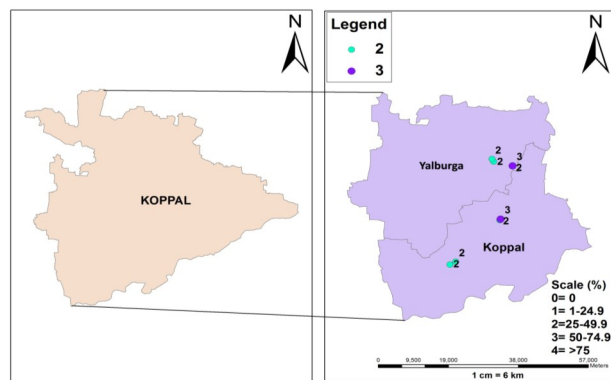 N
KOPPAL
Legend
2
3
N
2
2
3
2
Yalburga
3
2
Koppal
2
2
Scale (%)
0= 0
1= 1-24.9
2=25-49.9
3= 50-74.9
4= >75
0 9,500 19,000 38,000 57,000
Meters
1 cm = 6 km